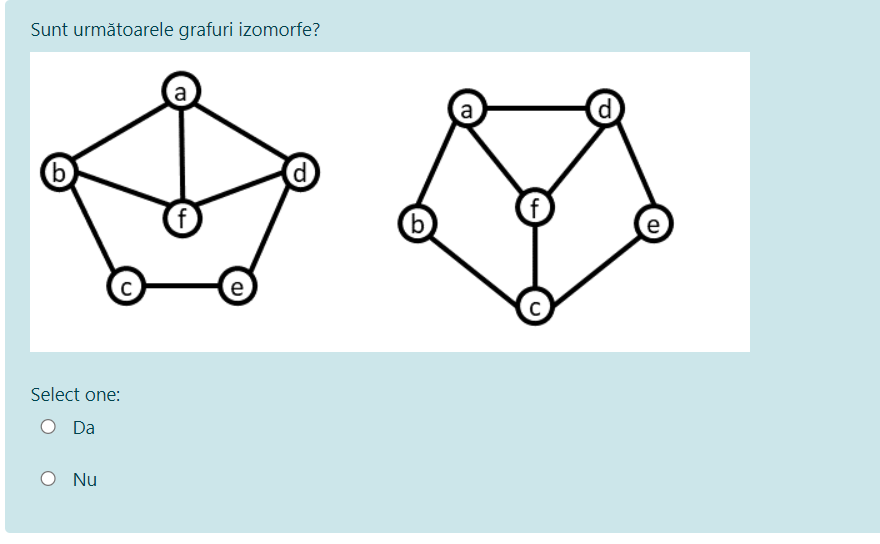 Sunt următoarele grafuri izomorfe?
a a d
b d
f f
b e
c e
c
Select one:
Da
Nu